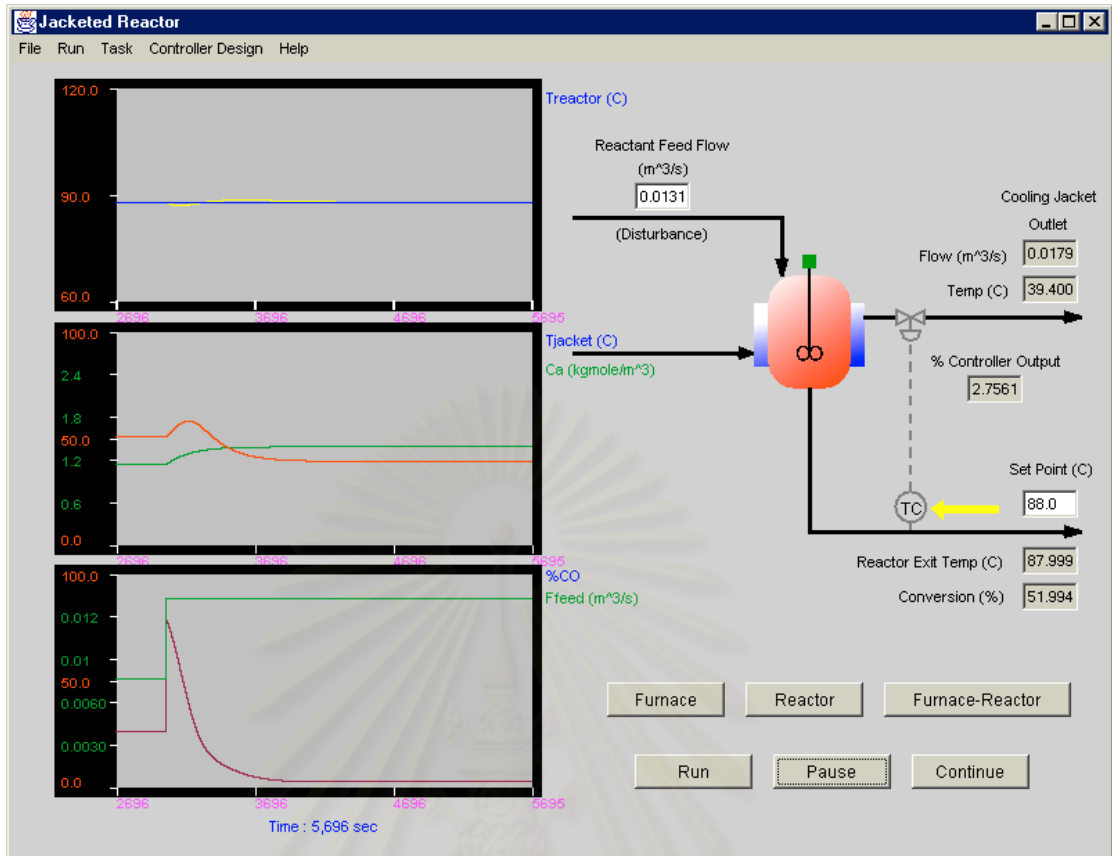 Jacketed Reactor
File Run Task Controller Design Help
120.0
90.0
60.0
2696 3696 4696 5695
Treactor (C)
100.0
2.4
1.8
50.0
1.2
0.6
0.0
2696 3696 4696 5695
Tjacket (C)
Ca (kgmole/m^3)
100.0
0.012
0.01
50.0
0.0060
0.0030
0.0
2696 3696 4696 5695
%CO
Ffeed (m^3/s)
Time : 5,696 sec
Reactant Feed Flow
(m^3/s)
0.0131
(Disturbance)
Cooling Jacket
Outlet
Flow (m^3/s) 0.0179
Temp (C) 39.400
% Controller Output
2.7561
Set Point (C)
TC 88.0
Reactor Exit Temp (C) 87.999
Conversion (%) 51.994
Furnace Reactor Furnace-Reactor
Run Pause Continue